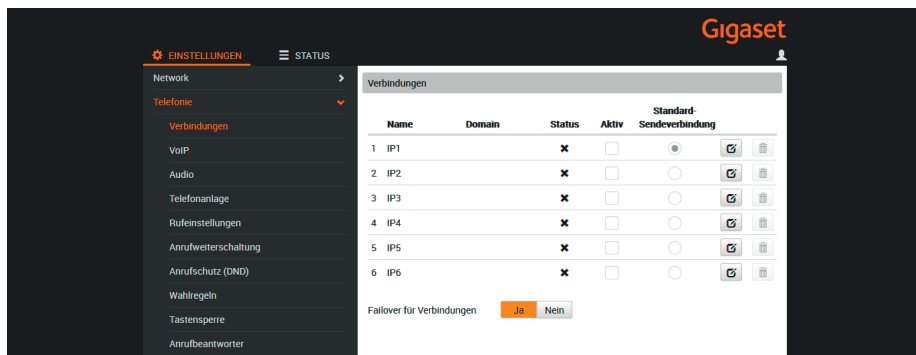 Gigaset
EINSTELLUNGEN
STATUS
Network
Telefonie
Verbindungen
VoIP
Audio
Telefonanlage
Rufeinstellungen
Anrufweiterschaltung
Anrufschutz (DND)
Wahlregeln
Tastensperre
Anrufbeantworter
Verbindungen
Name Domain Status Aktiv Standard-
Sendeverbindung
1 IP1
2 IP2
3 IP3
4 IP4
5 IP5
6 IP6
Failover für Verbindungen Ja Nein